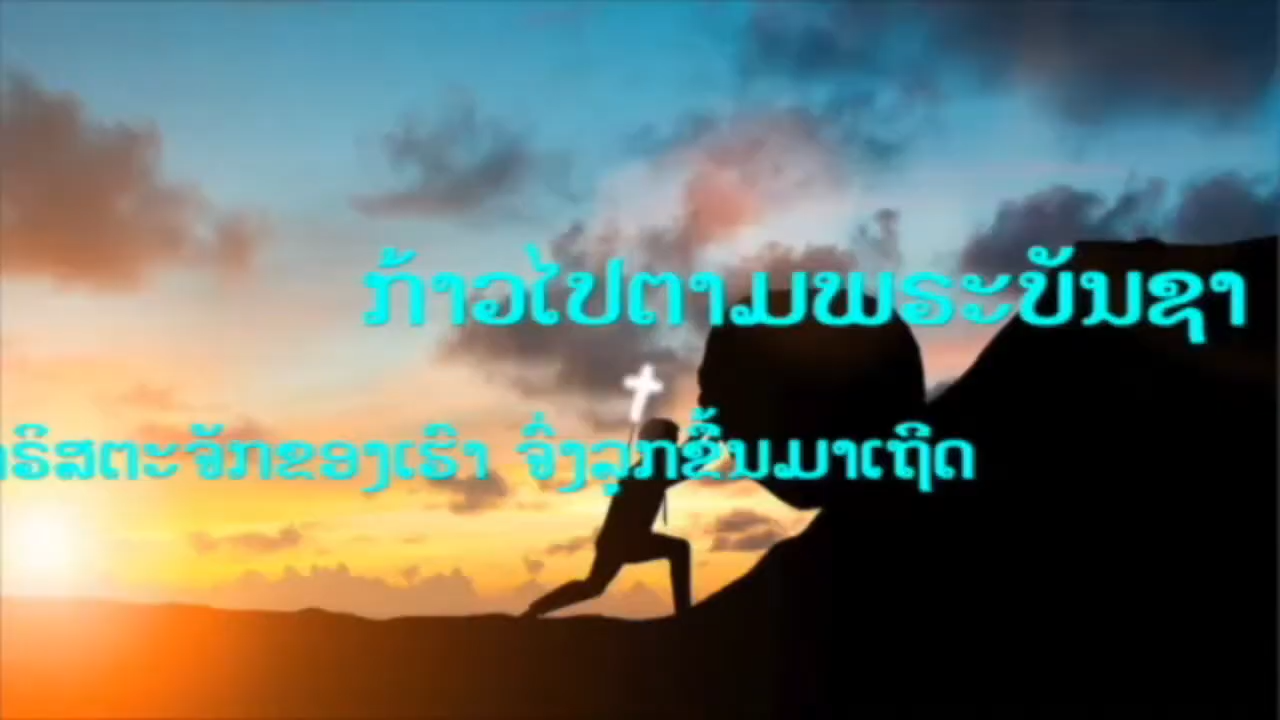 ກ້າວໄປຕາມພຣະບັນຊາ
ຣິສຕະຈັກຂອງເຮົາ ຈົ່ງລຸກຂຶ້ນມາເຖີດ